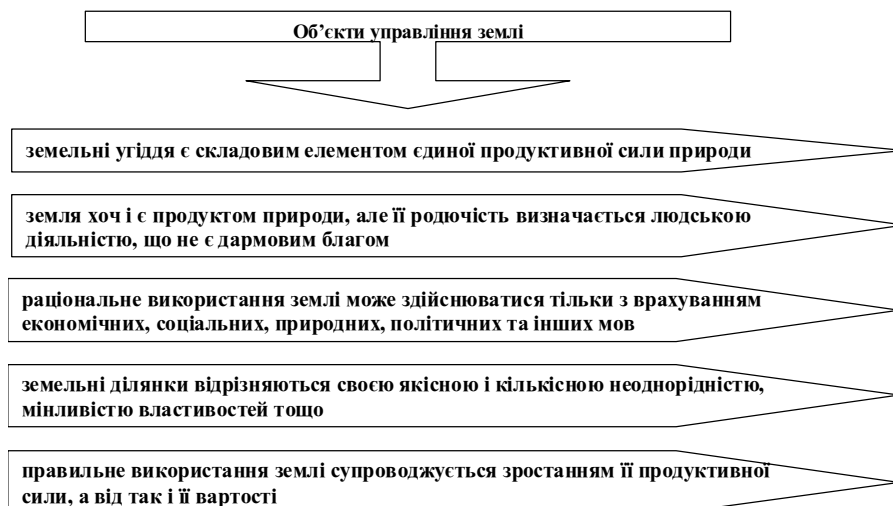 Об’єкти управління землі
земельні угіддя є складовим елементом єдиної продуктивної сили природи
земля хоч і є продуктом природи, але її родючість визначається людською
діяльністю, що не є дармовим благом
раціональне використання землі може здійснюватися тільки з врахуванням
економічних, соціальних, природних, політичних та інших мов
земельні ділянки відрізняються своєю якісною і кількісною неоднорідністю,
мінливістю властивостей тощо
правильне використання землі супроводжується зростанням її продуктивної
сили, а від так і її вартості